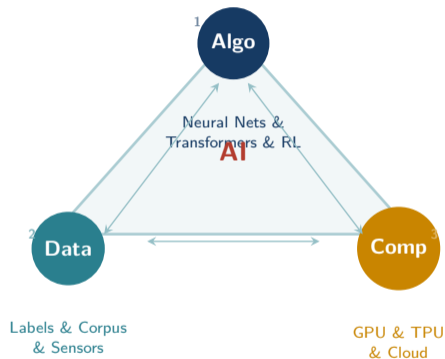 1
Algo
Neural Nets &
Transformers & RL
AI
2
Data
3
Comp
Labels & Corpus
& Sensors
GPU & TPU
& Cloud